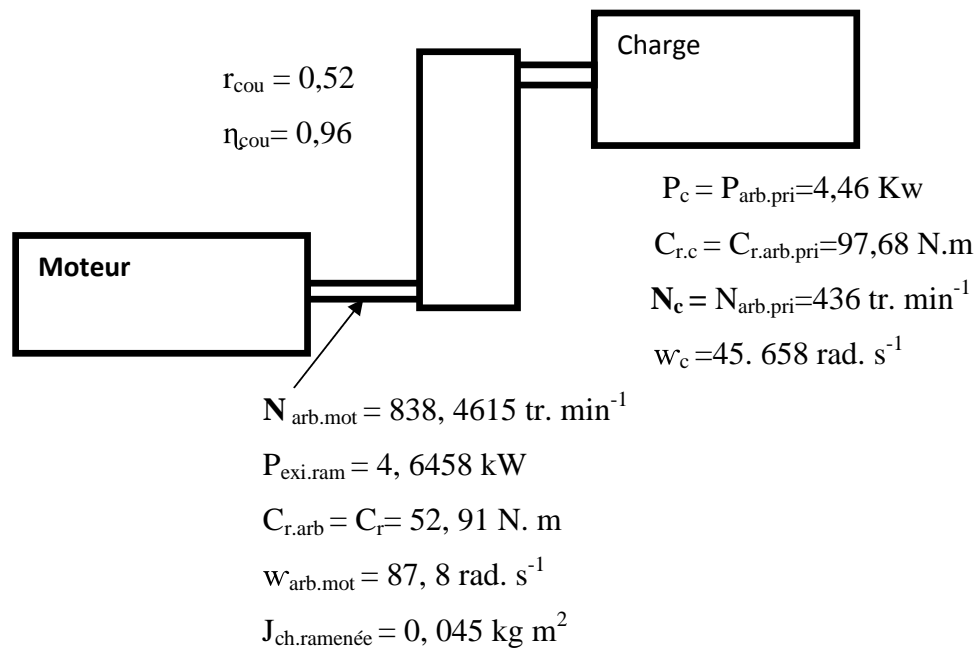 Charge
r_cou = 0,52
η_cou= 0,96
P_c = P_arb.pri=4,46 Kw
C_r.c = C_r.arb.pri=97,68 N.m
N_c = N_arb.pri=436 tr. min^-1
w_c =45. 658 rad. s^-1
Moteur
N_arb.mot = 838, 4615 tr. min^-1
P_exi.ram = 4, 6458 kW
C_r.arb = C_r= 52, 91 N. m
w_arb.mot = 87, 8 rad. s^-1
J_ch.ramenée = 0, 045 kg m^2